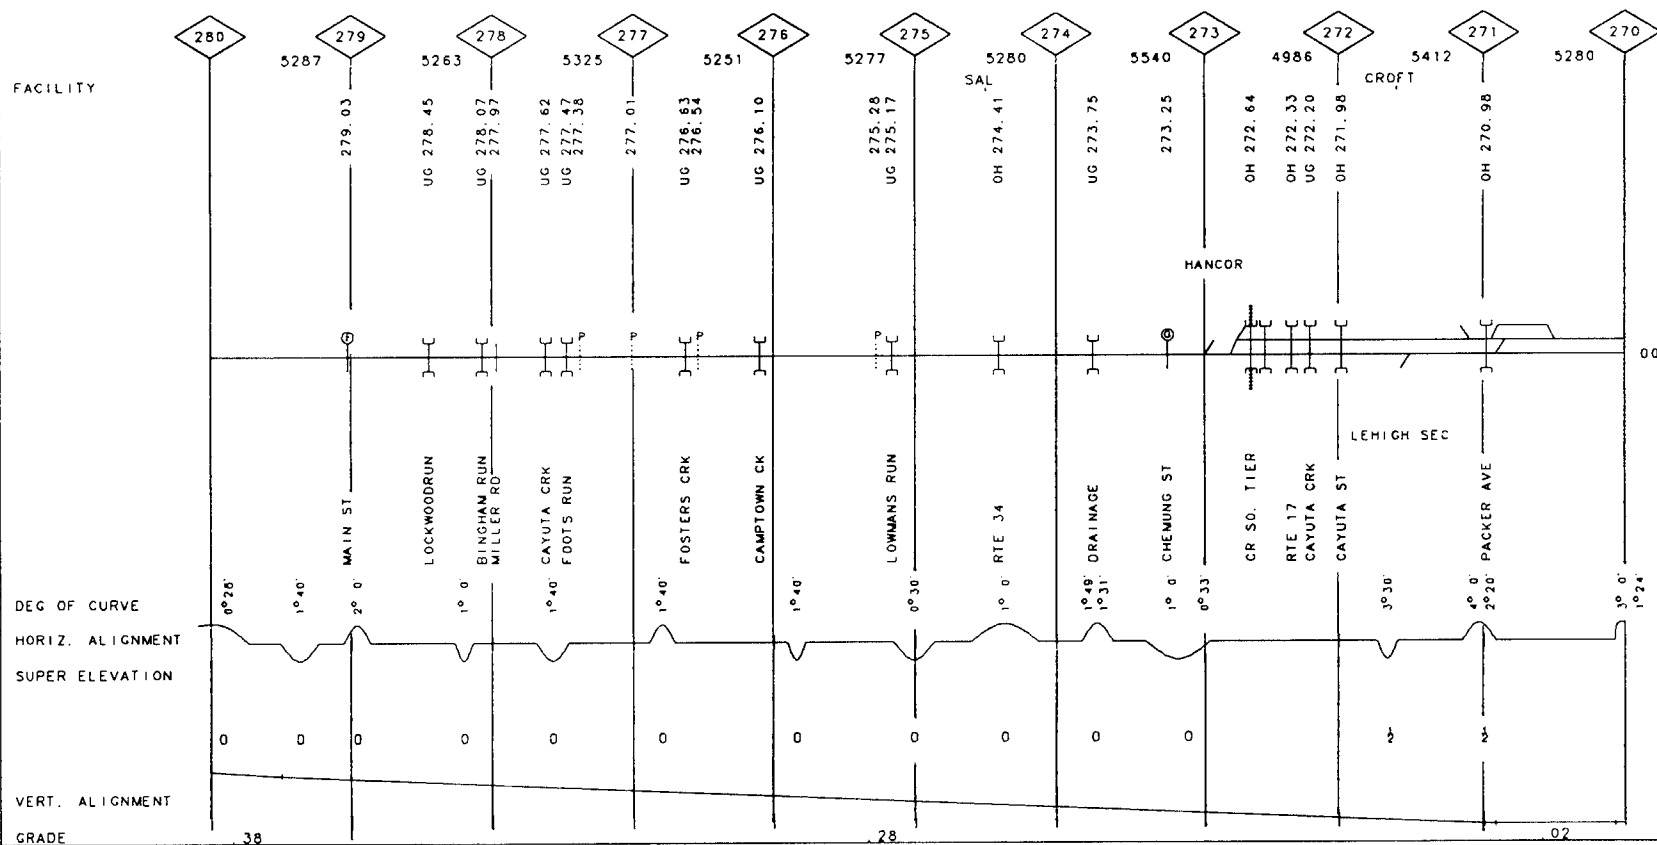 280 279 278 277 276 275 274 273 272 271 270
5287 5263 5325 5251 5277 5280 5540 4986 5412 5280
FACILITY
SAL
CROFT
279.03
UG 278.45
UG 278.07
277.97
UG 277.62
UG 277.47
277.38
277.01
UG 276.63
276.54
UG 276.10
275.28
UG 275.17
OH 274.41
UG 273.75
273.25
OH 272.64
OH 272.33
UG 272.20
OH 271.98
OH 270.98
HANCOR
F P P P P G
00
LEHIGH SEC
MAIN ST
LOCKWOODRUN
BINGHAM RUN
MILLER RD
CAYUTA CRK
FOOTS RUN
FOSTERS CRK
CAMPTOWN CK
LOWMANS RUN
RTE 34
DRAINAGE
CHEMUNG ST
CR SO. TIER
RTE 17
CAYUTA CRK
CAYUTA ST
PACKER AVE
DEG OF CURVE
0°28' 1°40' 2° 0' 1° 0' 1°40' 1°40' 1°40' 0°30' 1° 0' 1°49' 1°31' 1° 0' 0°33' 3°30' 4° 0' 2°20' 3° 0' 1°24'
HORIZ. ALIGNMENT
SUPER ELEVATION
0 0 0 0 0 0 0 0 0 0 0 ½ ½
VERT. ALIGNMENT
GRADE .38 .28 .02